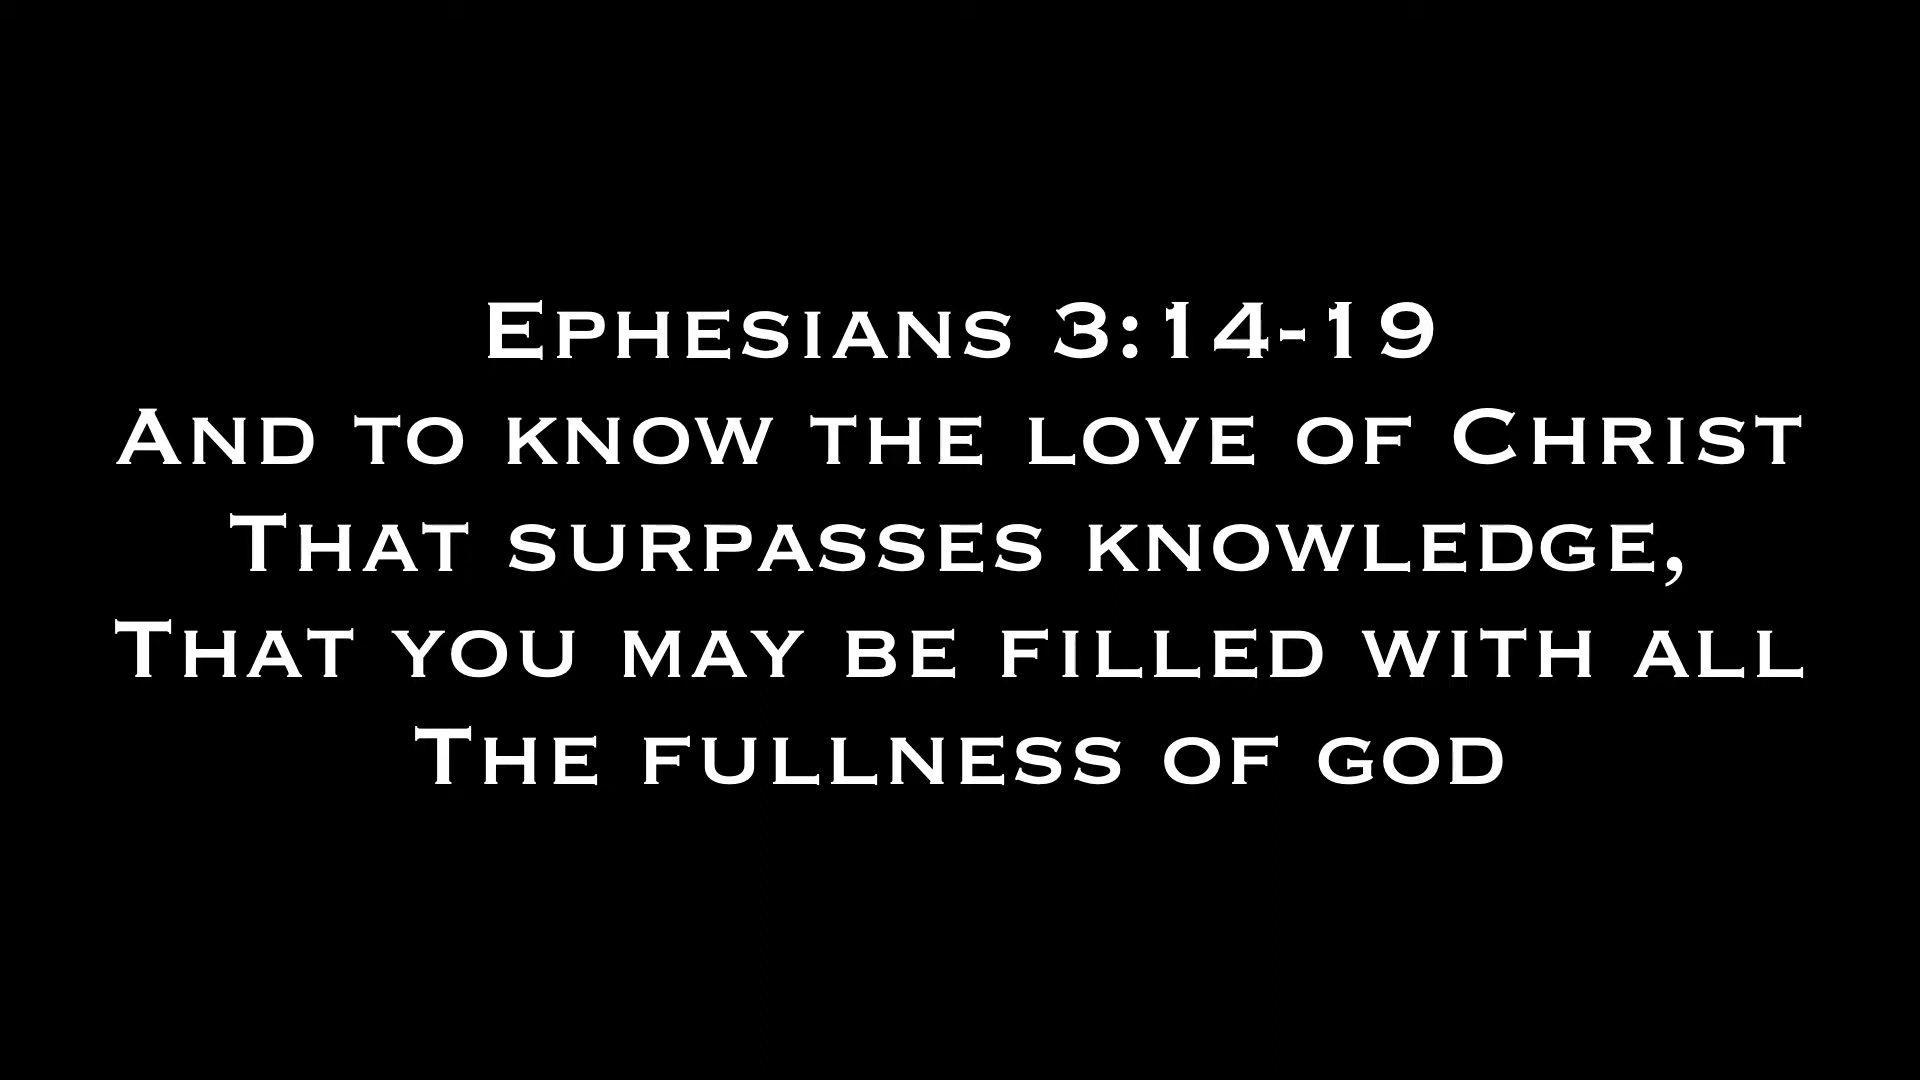 Ephesians 3:14-19
And to know the love of Christ
That surpasses knowledge,
That you may be filled with all
The fullness of god